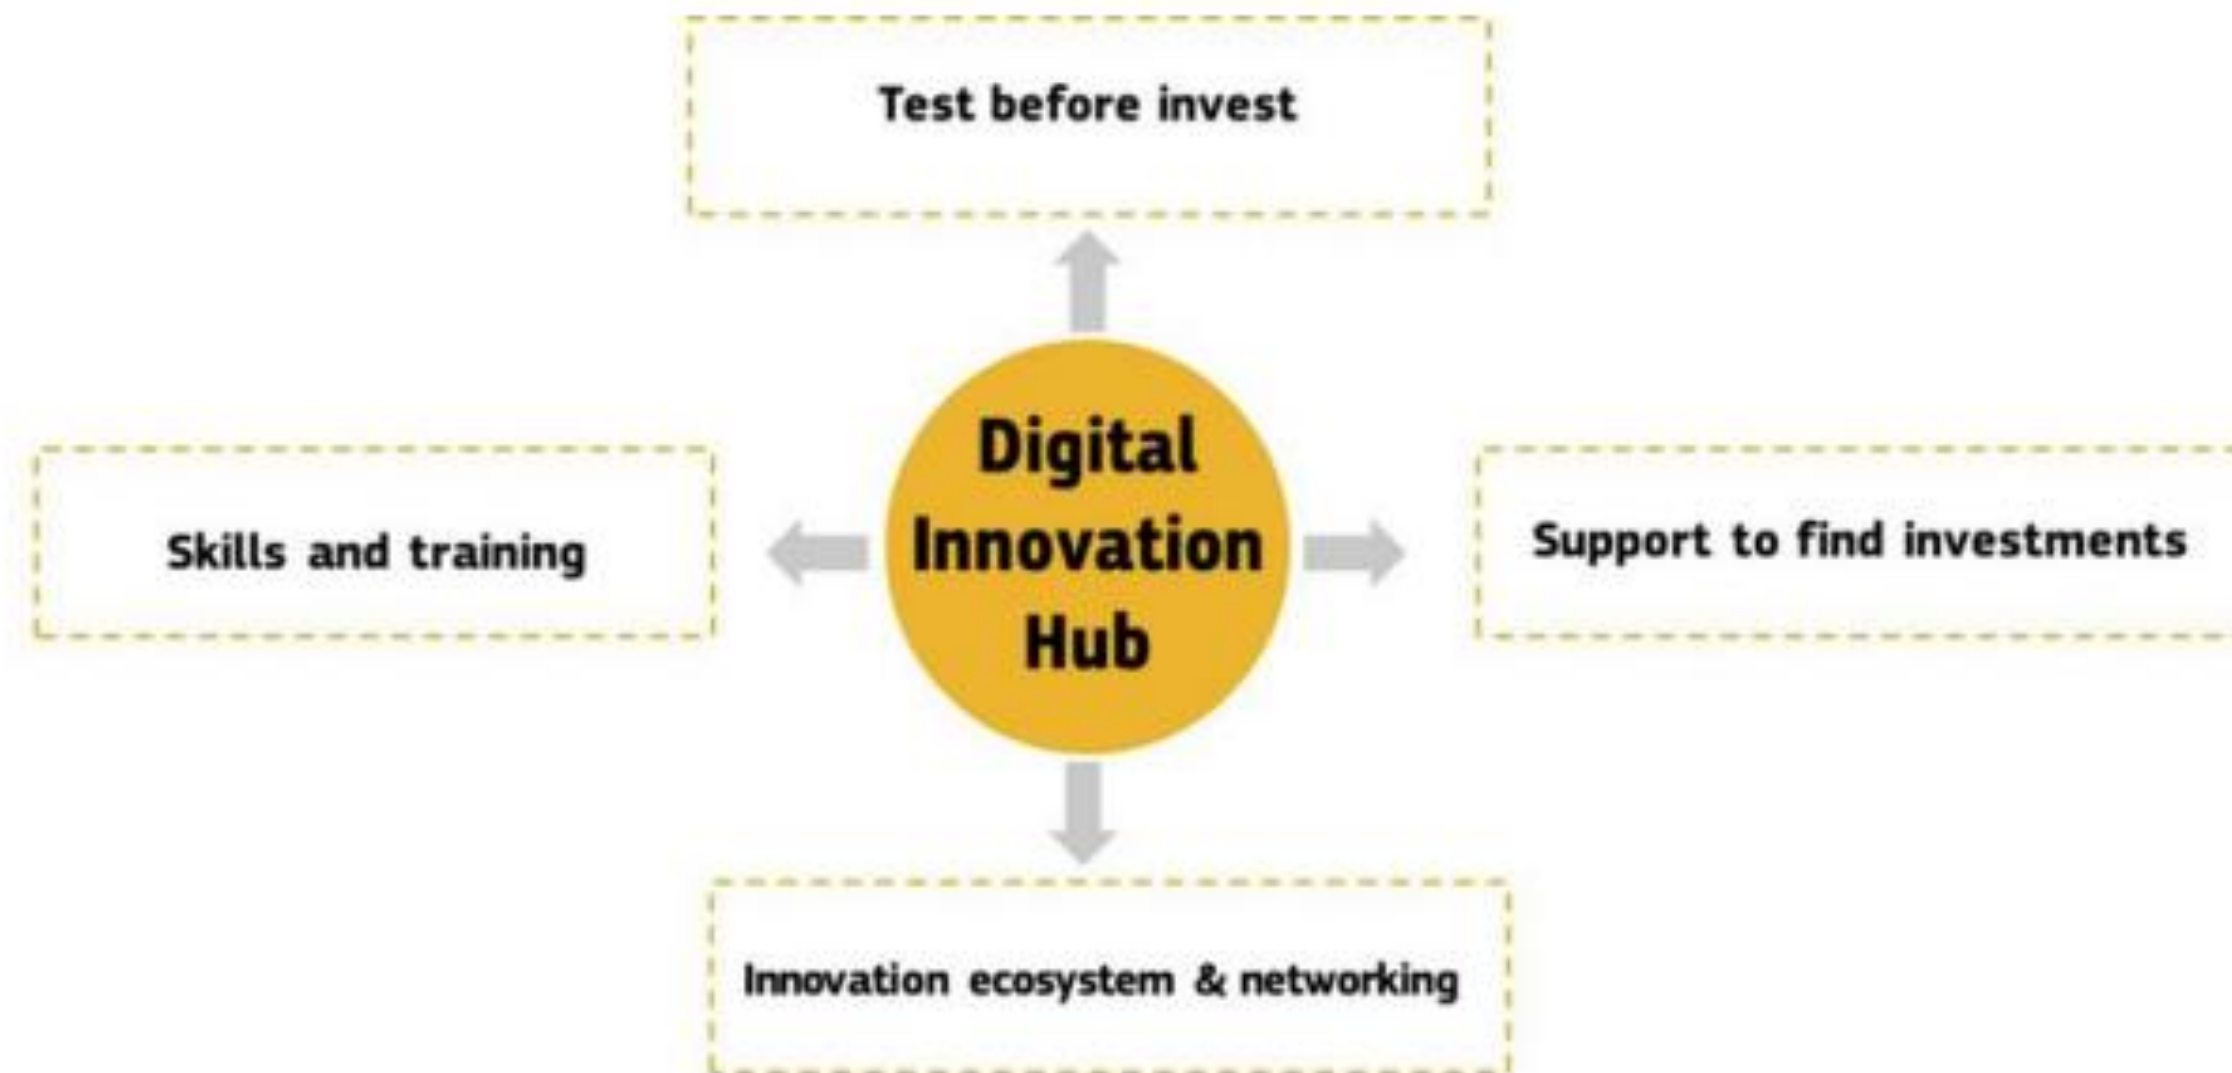 Test before invest
Digital
Innovation
Hub
Skills and training
Support to find investments
Innovation ecosystem & networking